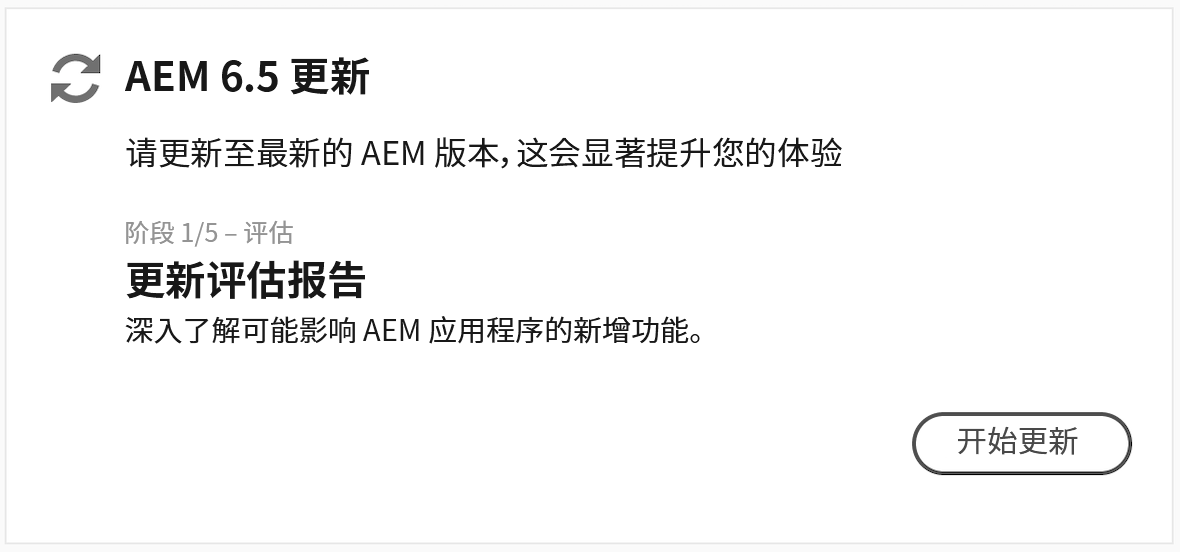 AEM 6.5 更新
请更新至最新的 AEM 版本，这会显著提升您的体验
阶段 1/5 – 评估
更新评估报告
深入了解可能影响 AEM 应用程序的新增功能。
开始更新